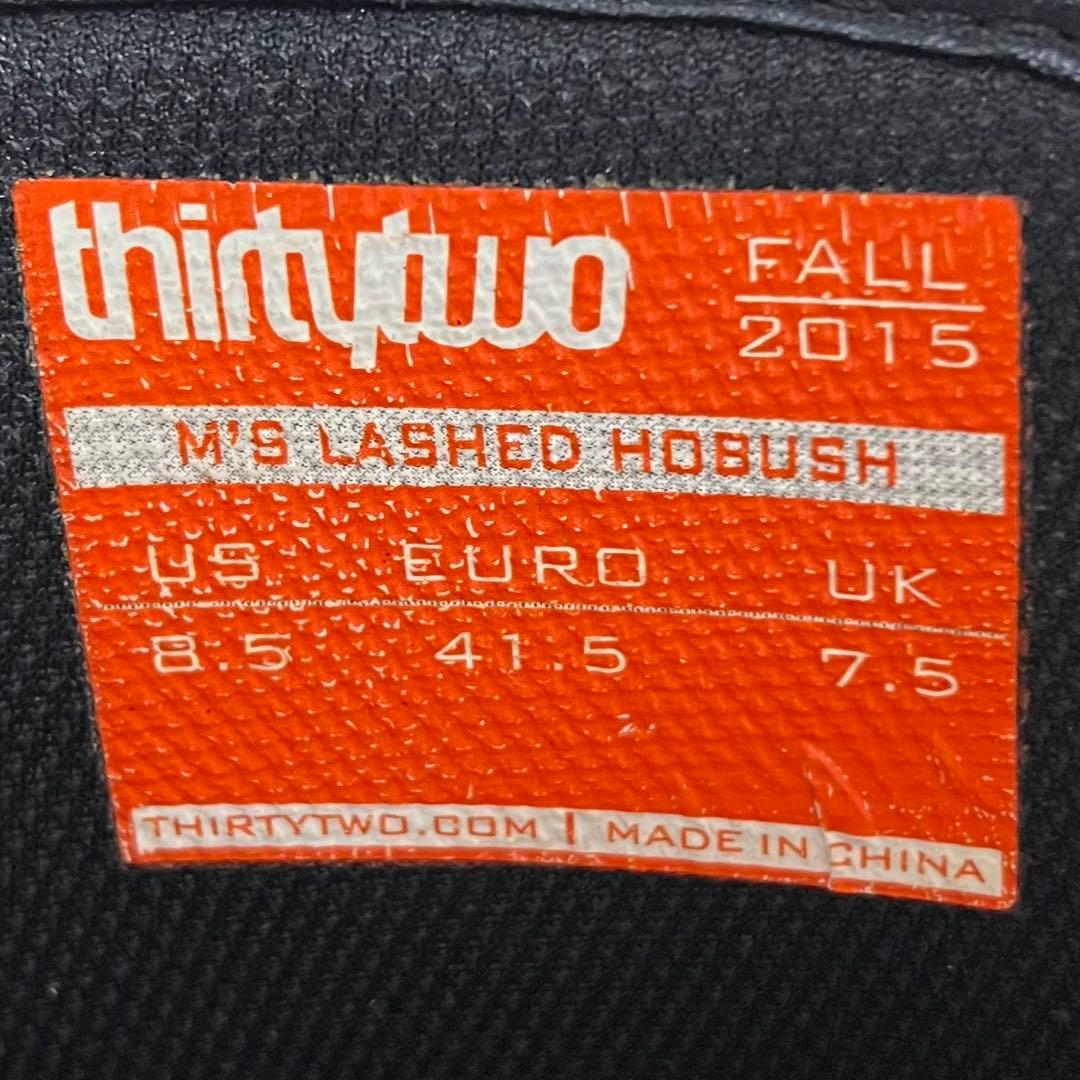 thirtytwo
FALL
2015
M'S LASHED HOBUSH
US EURO UK
8.5 41.5 7.5
THIRTYTWO.COM | MADE IN CHINA